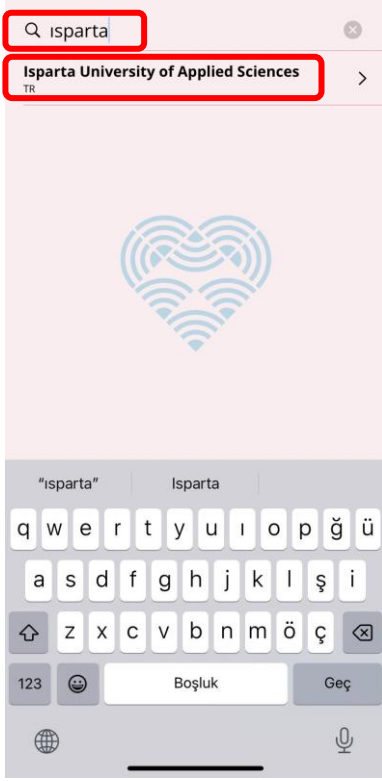 ısparta
Isparta University of Applied Sciences
TR
"ısparta" Isparta
q w e r t y u ı o p ğ ü
a s d f g h j k l ş i
z x c v b n m ö ç
123 Boşluk Geç